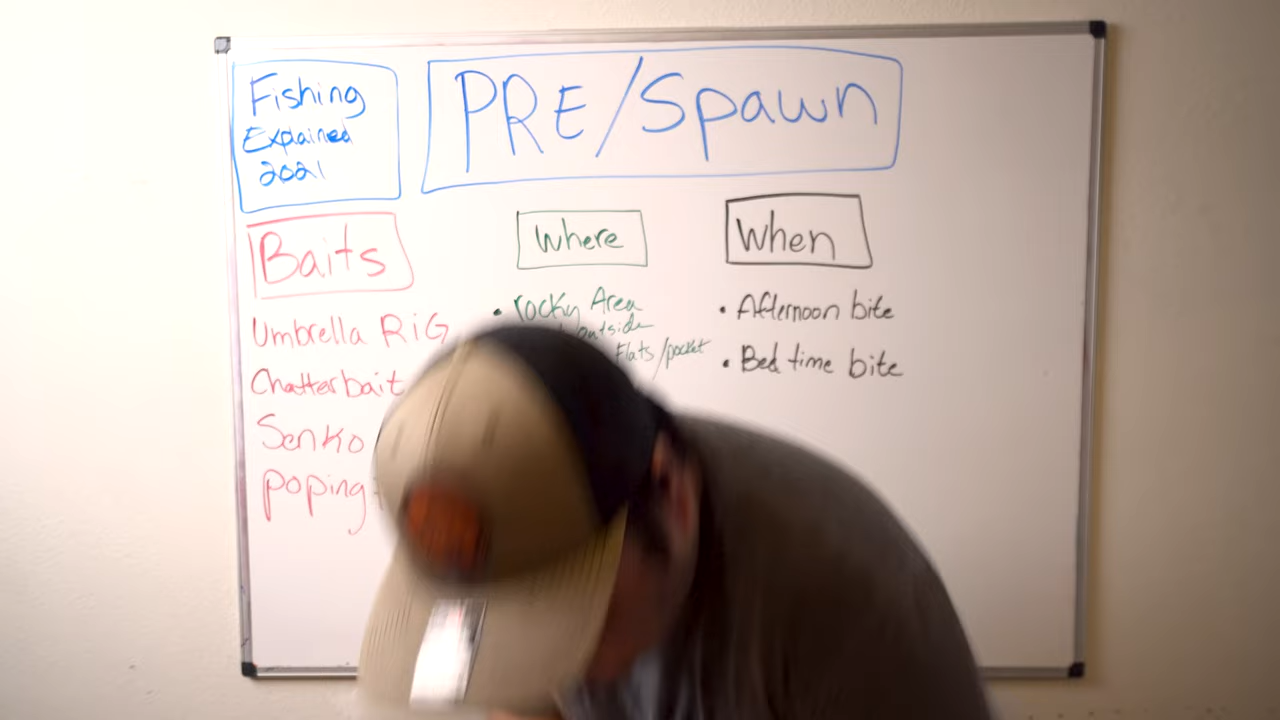 Fishing
Explained
2021
PRE/Spawn
Baits
Umbrella RiG
Chatterbait
Senko
poping
Where
• rocky Area
outside
Flats/pocket
When
• Afternoon bite
• Bed time bite